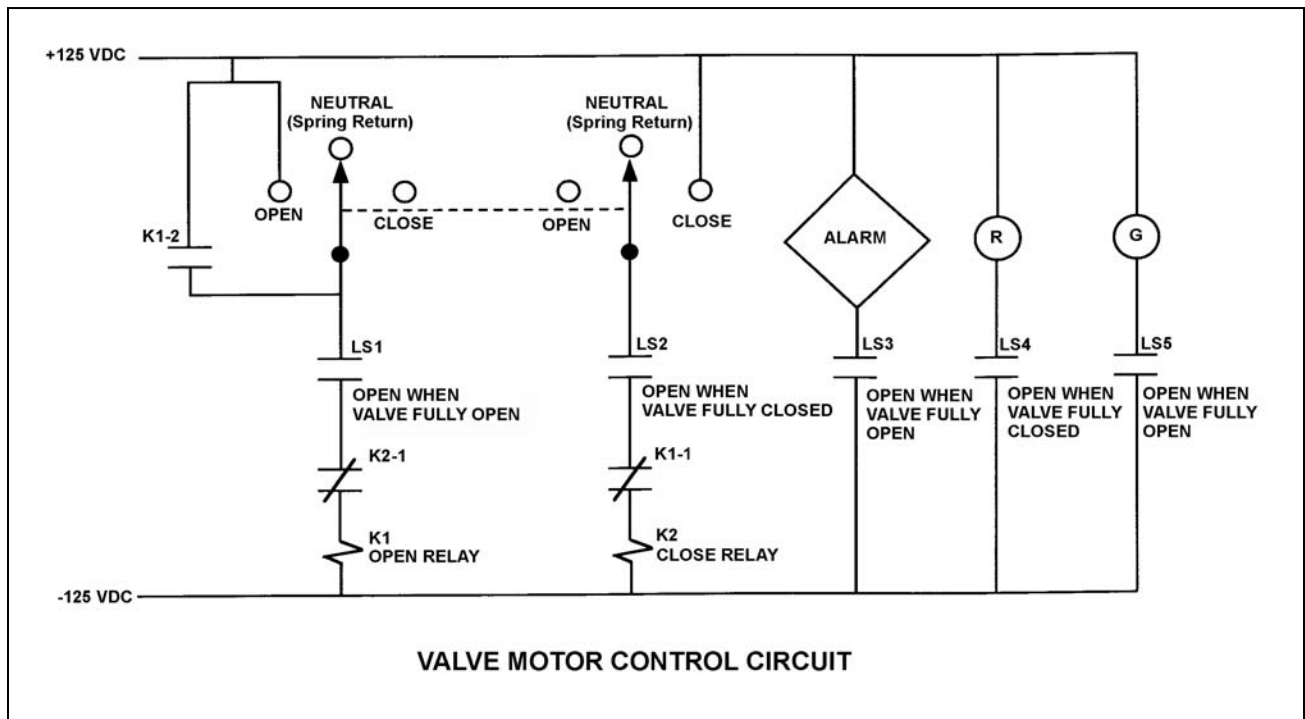 +125 VDC
NEUTRAL
(Spring Return)
NEUTRAL
(Spring Return)
OPEN
CLOSE
OPEN
CLOSE
K1-2
ALARM
R
G
LS1
OPEN WHEN
VALVE FULLY OPEN
LS2
OPEN WHEN
VALVE FULLY CLOSED
LS3
OPEN WHEN
VALVE FULLY
OPEN
LS4
OPEN WHEN
VALVE FULLY
CLOSED
LS5
OPEN WHEN
VALVE FULLY
OPEN
K2-1
K1-1
K1
OPEN RELAY
K2
CLOSE RELAY
-125 VDC
VALVE MOTOR CONTROL CIRCUIT